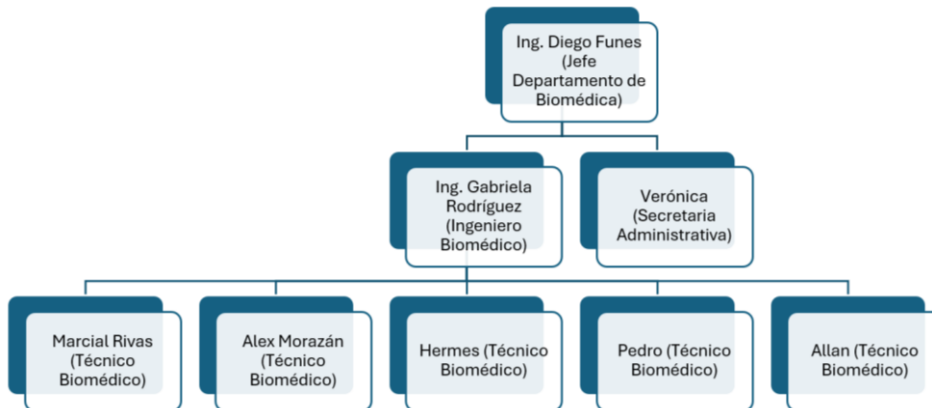 Ing. Diego Funes
(Jefe
Departamento de
Biomédica)
Ing. Gabriela
Rodríguez
(Ingeniero
Biomédico)
Verónica
(Secretaria
Administrativa)
Marcial Rivas
(Técnico
Biomédico)
Alex Morazán
(Técnico
Biomédico)
Hermes (Técnico
Biomédico)
Pedro (Técnico
Biomédico)
Allan (Técnico
Biomédico)